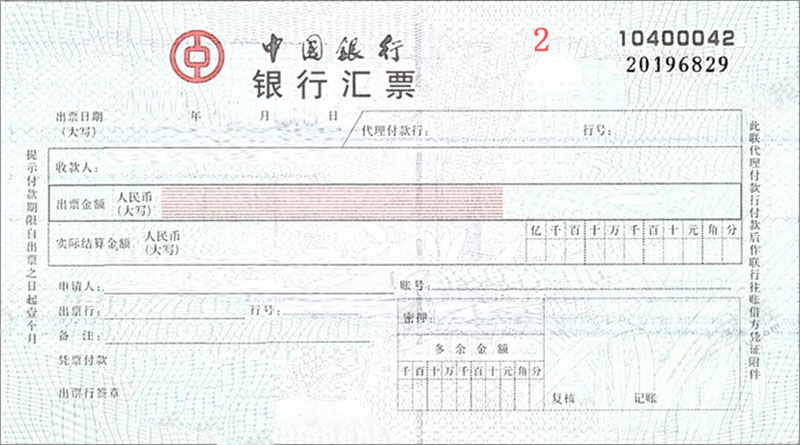 中国银行
2
10400042
银行汇票
20196829
出票日期
(大写)
年 月 日
代理付款行: 行号:
收款人:
出票金额 人民币
(大写)
实际结算金额 人民币
(大写)
亿千百十万千百十元角分
申请人:
账号:
出票行: 行号:
备 注:
密押:
多余金额
千百十万千百十元角分
凭票付款
出票行签章
复核 记账
提示付款期限自出票之日起壹个月
此联代理付款行付款后作联行往账借方凭证附件